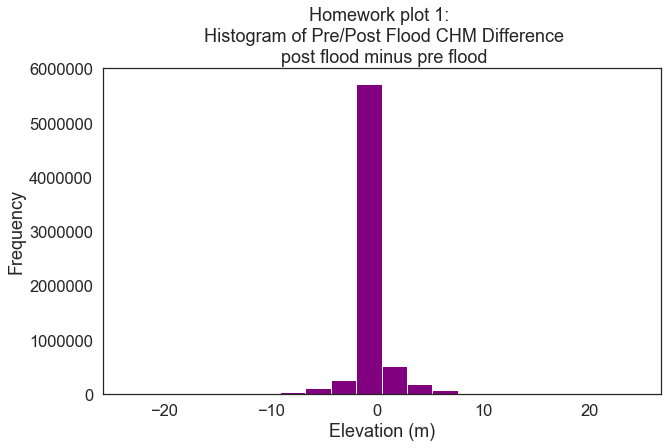 Homework plot 1:
Histogram of Pre/Post Flood CHM Difference
post flood minus pre flood
6000000
5000000
4000000
3000000
2000000
1000000
0
Frequency
−20
−10
0
10
20
Elevation (m)